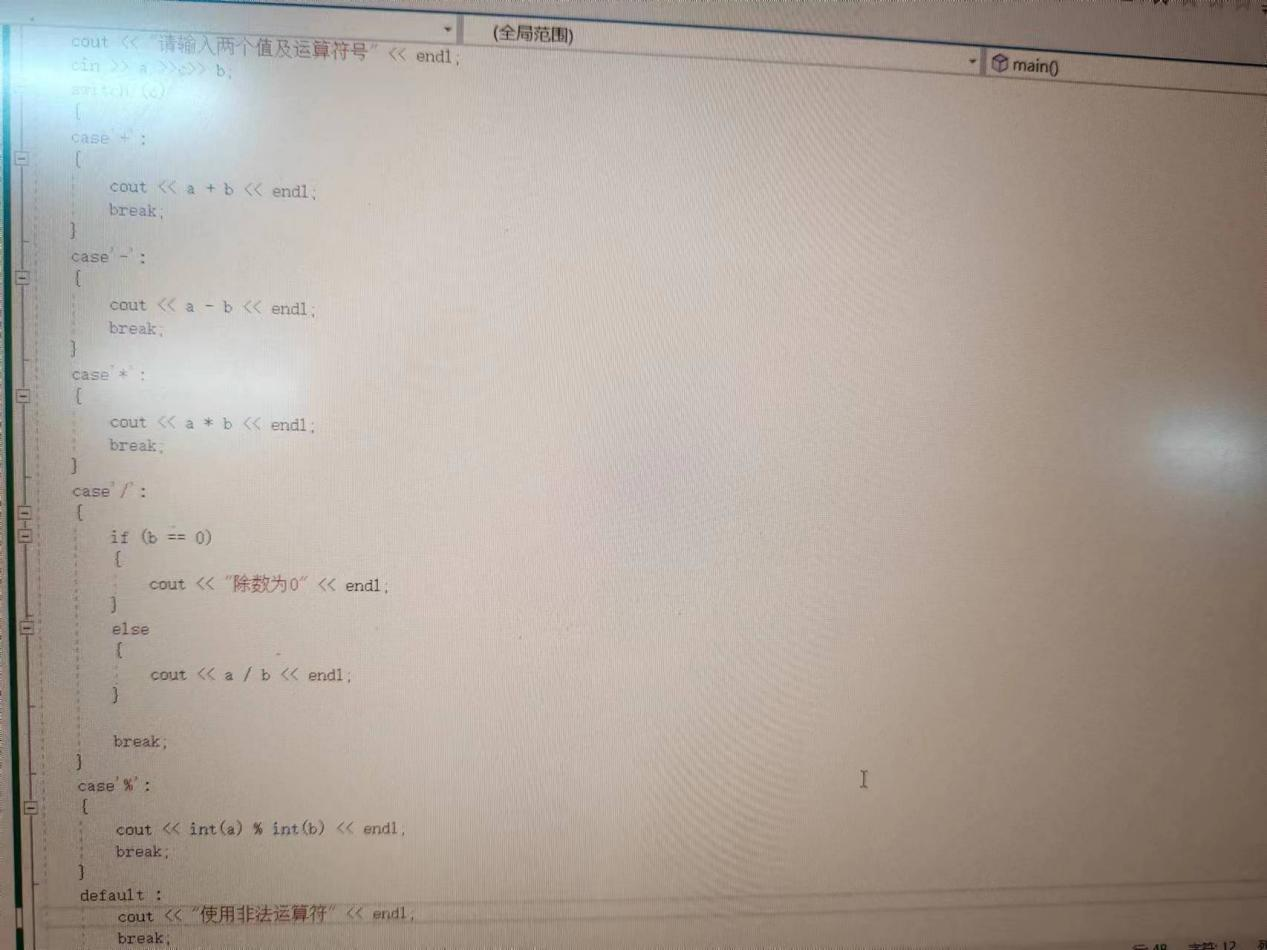 (全局范围)
main()
cout << "请输入两个值及运算符号" << endl;
cin >> a >>c>> b;
switch (c)
{
case'+':
{
cout << a + b << endl;
break;
}
case'-':
{
cout << a - b << endl;
break;
}
case'*':
{
cout << a * b << endl;
break;
}
case'/':
{
if (b == 0)
{
cout << "除数为0" << endl;
}
else
{
cout << a / b << endl;
}
break;
}
case'%':
{
cout << int(a) % int(b) << endl;
break;
}
default :
cout << "使用非法运算符" << endl;
break;